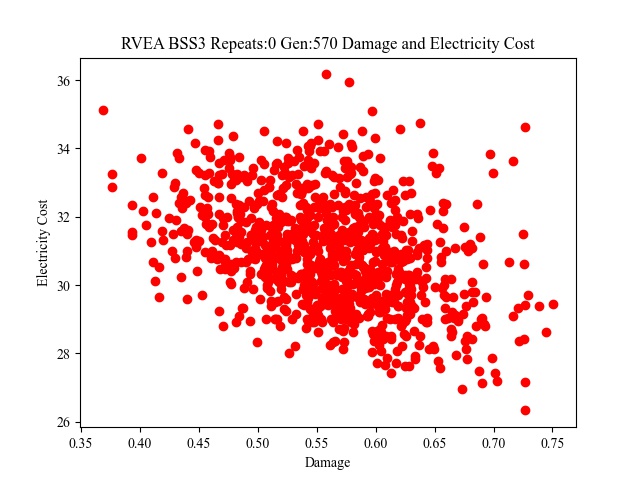 RVEA BSS3 Repeats:0 Gen:570 Damage and Electricity Cost
36
34
32
30
28
26
Electricity Cost
0.35 0.40 0.45 0.50 0.55 0.60 0.65 0.70 0.75
Damage